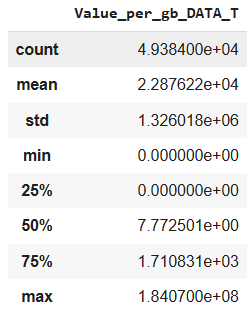 Value_per_gb_DATA_T
count 4.938400e+04
mean 2.287622e+04
std 1.326018e+06
min 0.000000e+00
25% 0.000000e+00
50% 7.772501e+00
75% 1.710831e+03
max 1.840700e+08